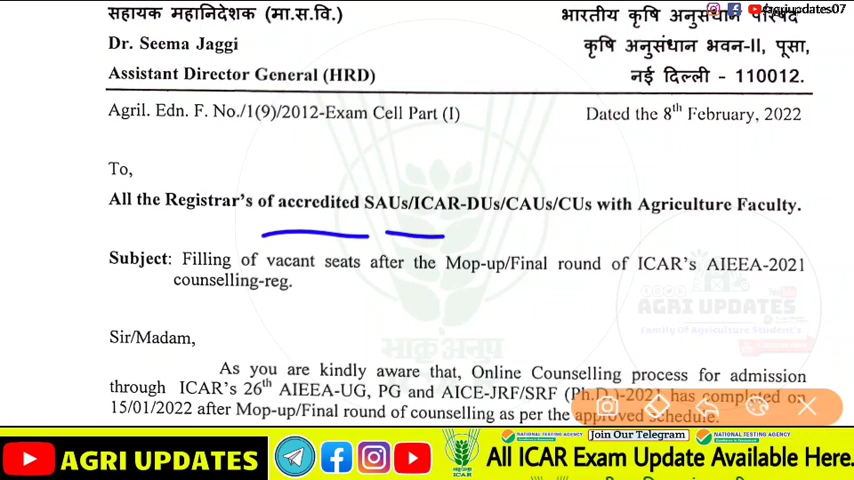 सहायक महानिदेशक (मा.स.वि.)
भारतीय कृषि अनुसंधान परिषद
agriupdates07
Dr. Seema Jaggi
कृषि अनुसंधान भवन-II, पूसा,
Assistant Director General (HRD)
नई दिल्ली - 110012.
Agril. Edn. F. No./1(9)/2012-Exam Cell Part (I)
Dated the 8th February, 2022
To,
All the Registrar's of accredited SAUs/ICAR-DUs/CAUs/CUs with Agriculture Faculty.
Subject: Filling of vacant seats after the Mop-up/Final round of ICAR's AIEEA-2021
counselling-reg.
AGRI UPDATES
Family Of Agriculture Student's
Sir/Madam,
भाकृअनुप
As you are kindly aware that, Online Counselling process for admission
through ICAR's 26th AIEEA-UG, PG and AICE-JRF/SRF (Ph.D.)-2021 has completed on
15/01/2022 after Mop-up/Final round of counselling as per the approved schedule.
AGRI UPDATES
ICAR
NATIONAL TESTING AGENCY
Join Our Telegram
NATIONAL TESTING AGENCY
All ICAR Exam Update Available Here.